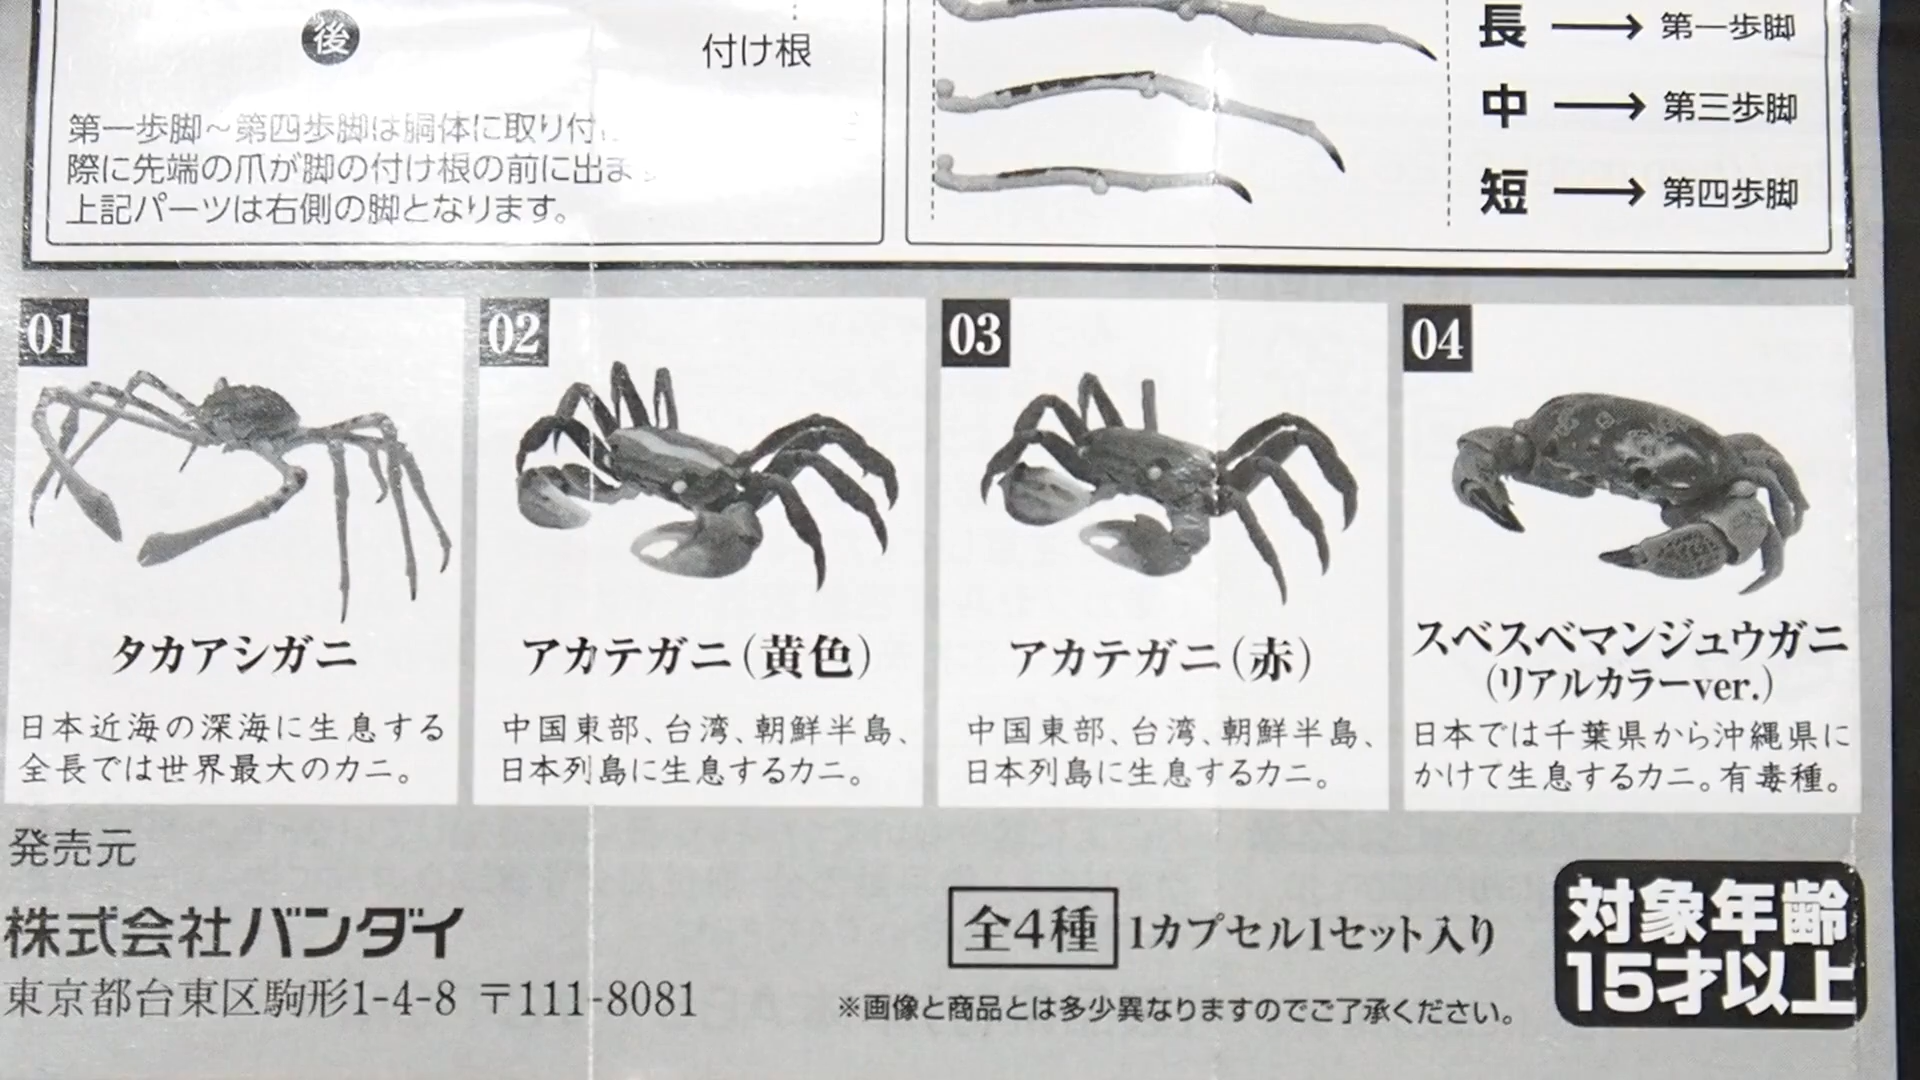 後
付け根
第一歩脚~第四歩脚は胴体に取り付
際に先端の爪が脚の付け根の前に出ま
上記パーツは右側の脚となります。
長 → 第一歩脚
中 → 第三歩脚
短 → 第四歩脚
01
タカアシガニ
日本近海の深海に生息する
全長では世界最大のカニ。
02
アカテガニ(黄色)
中国東部、台湾、朝鮮半島、
日本列島に生息するカニ。
03
アカテガニ(赤)
中国東部、台湾、朝鮮半島、
日本列島に生息するカニ。
04
スベスベマンジュウガニ
(リアルカラーver.)
日本では千葉県から沖縄県に
かけて生息するカニ。有毒種。
発売元
株式会社バンダイ
東京都台東区駒形1-4-8 〒111-8081
全4種 1カプセル1セット入り
※画像と商品とは多少異なりますのでご了承ください。
対象年齢
15才以上